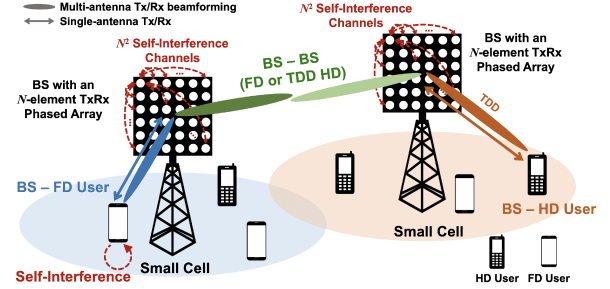 Multi-antenna Tx/Rx beamforming
Single-antenna Tx/Rx
N² Self-Interference
Channels
...
BS with an
N-element TxRx
Phased Array
BS – BS
(FD or TDD HD)
N² Self-Interference
Channels
...
BS with an
N-element TxRx
Phased Array
TDD
BS – FD User
BS – HD User
Self-Interference
Small Cell
Small Cell
HD User
FD User